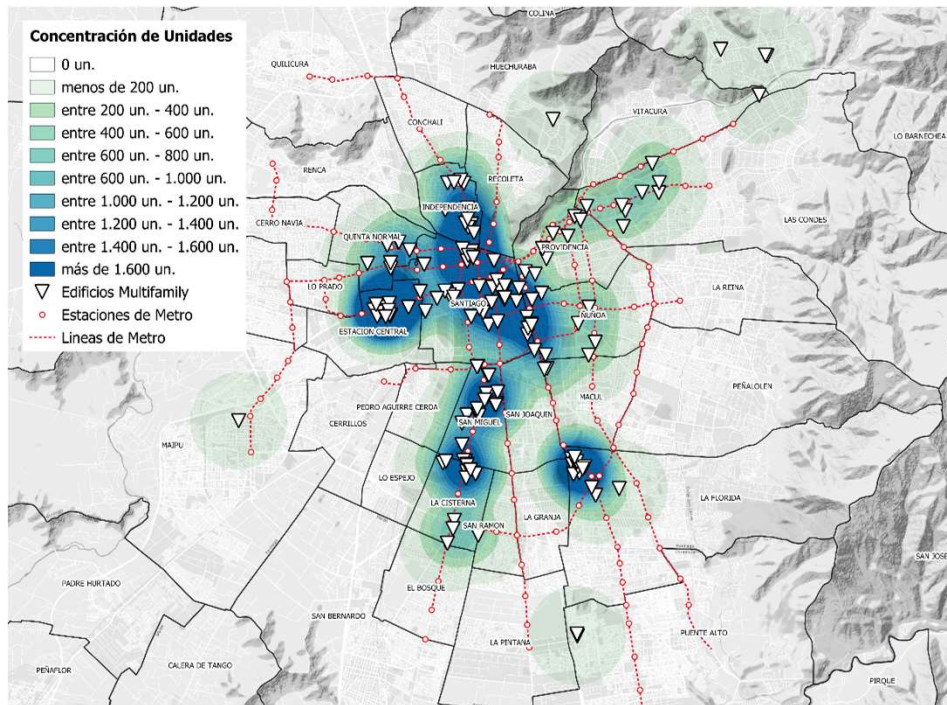 Concentración de Unidades
0 un.
menos de 200 un.
entre 200 un. - 400 un.
entre 400 un. - 600 un.
entre 600 un. - 800 un.
entre 600 un. - 1.000 un.
entre 1.000 un. - 1.200 un.
entre 1.200 un. - 1.400 un.
entre 1.400 un. - 1.600 un.
más de 1.600 un.
Edificios Multifamily
Estaciones de Metro
Lineas de Metro
COLINA
QUILICURA
HUECHURABA
VITACURA
CONCHALÍ
LO BARNECHEA
RENCA
RECOLETA
INDEPENDENCIA
CERRO NAVIA
LAS CONDES
QUINTA NORMAL
PROVIDENCIA
LO PRADO
LA REINA
SANTIAGO
ÑUÑOA
ESTACION CENTRAL
PEÑALOLEN
MACUL
PEDRO AGUIRRE CERDA
SAN JOAQUIN
CERRILLOS
SAN MIGUEL
MAIPU
LO ESPEJO
LA FLORIDA
LA CISTERNA
LA GRANJA
SAN RAMON
SAN JOSE
PADRE HURTADO
EL BOSQUE
SAN BERNARDO
PUENTE ALTO
LA PINTANA
PEÑAFLOR
CALERA DE TANGO
PIRQUE